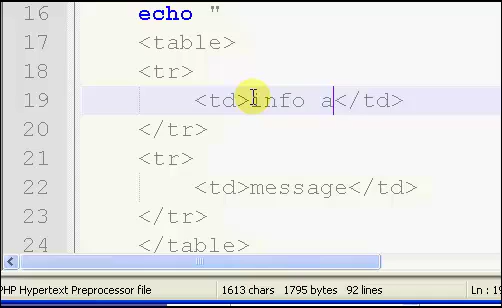 16 echo "
17 <table>
18 <tr>
19 <td>info a</td>
20 </tr>
21 <tr>
22 <td>message</td>
23 </tr>
24 </table>
PHP Hypertext Preprocessor file 1613 chars 1795 bytes 92 lines Ln : 19